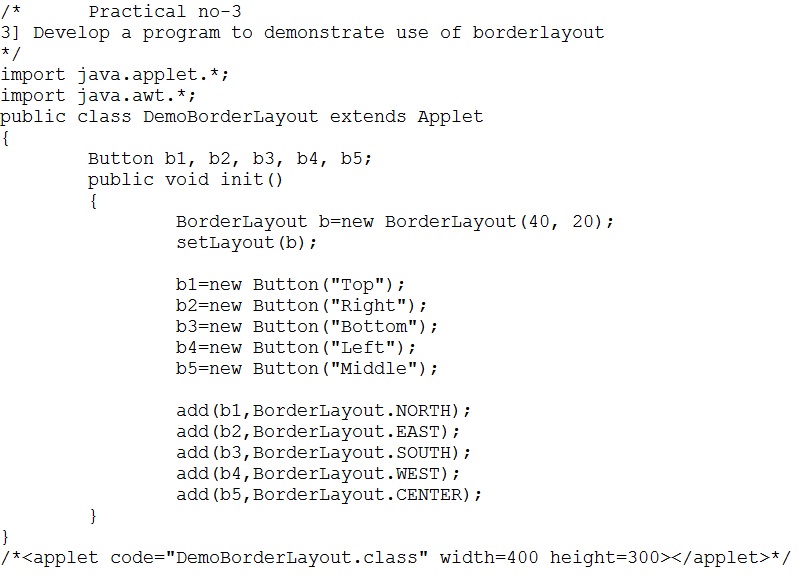 /*      Practical no-3
3] Develop a program to demonstrate use of borderlayout
*/
import java.applet.*;
import java.awt.*;
public class DemoBorderLayout extends Applet
{
        Button b1, b2, b3, b4, b5;
        public void init()
        {
                BorderLayout b=new BorderLayout(40, 20);
                setLayout(b);

                b1=new Button("Top");
                b2=new Button("Right");
                b3=new Button("Bottom");
                b4=new Button("Left");
                b5=new Button("Middle");

                add(b1,BorderLayout.NORTH);
                add(b2,BorderLayout.EAST);
                add(b3,BorderLayout.SOUTH);
                add(b4,BorderLayout.WEST);
                add(b5,BorderLayout.CENTER);
        }
}
/*<applet code="DemoBorderLayout.class" width=400 height=300></applet>*/